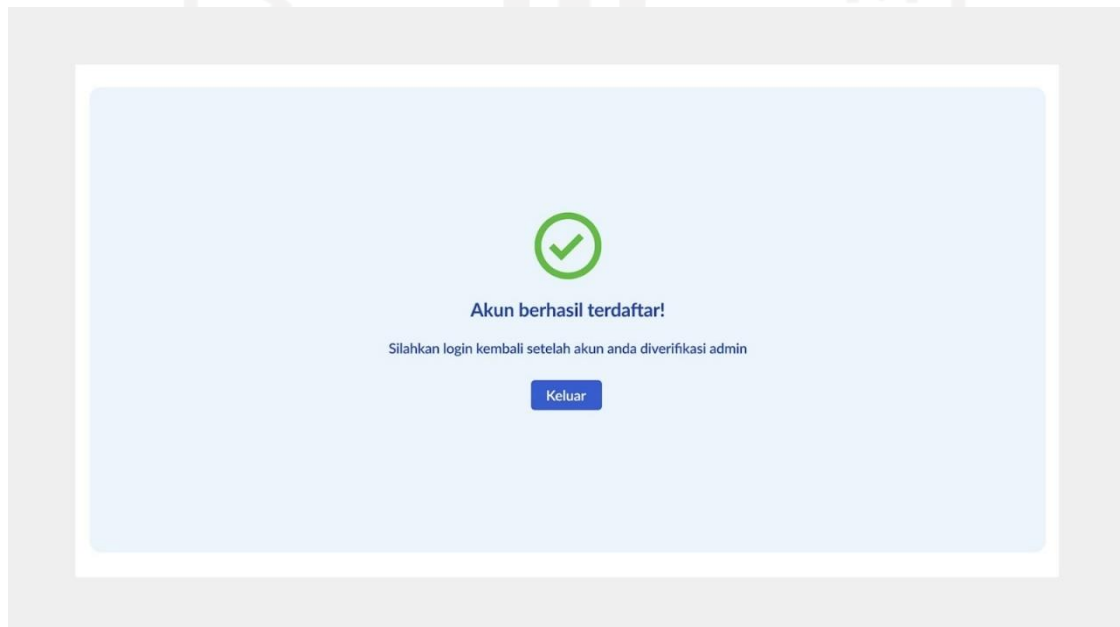 Akun berhasil terdaftar!
Silahkan login kembali setelah akun anda diverifikasi admin
Keluar